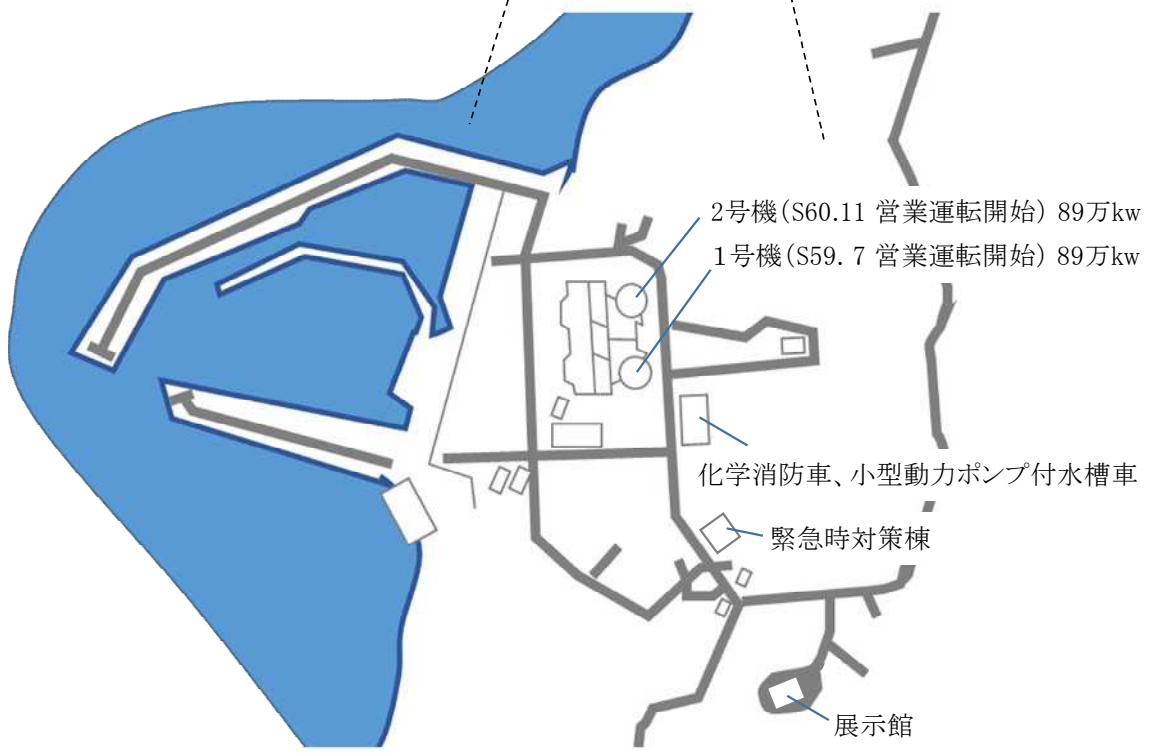 2号機(S60.11 営業運転開始) 89万kw
1号機(S59. 7 営業運転開始) 89万kw
化学消防車、小型動力ポンプ付水槽車
緊急時対策棟
展示館